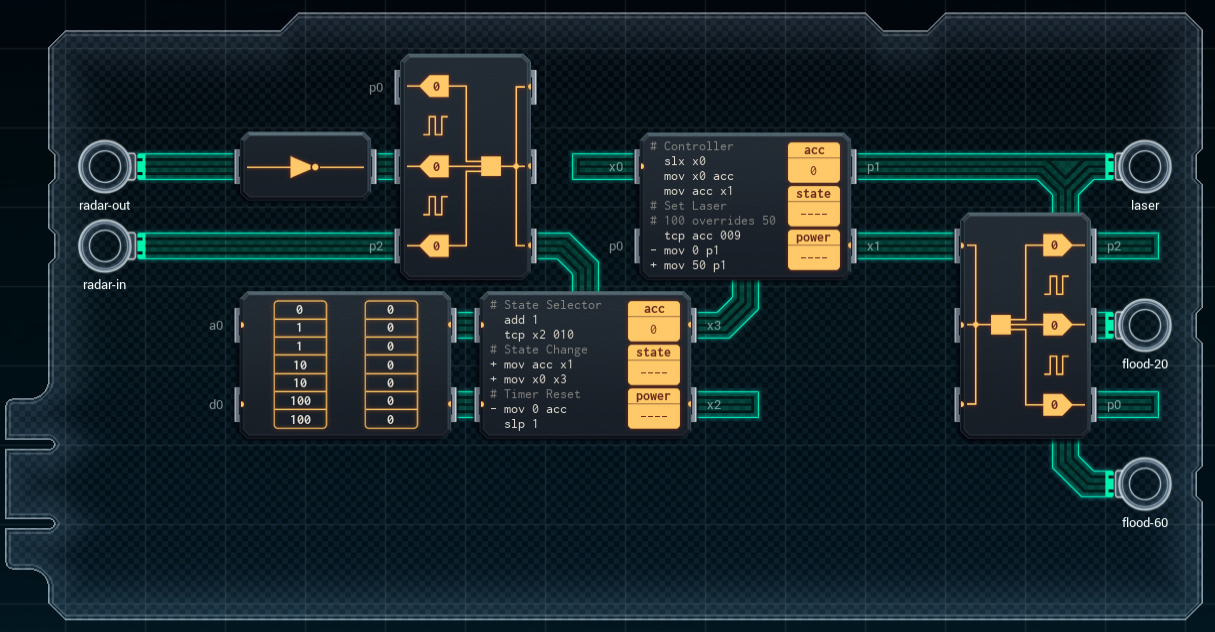 p0
0
0
p2
0
radar-out
radar-in
# Controller
slx x0
mov x0 acc
mov acc x1
# Set Laser
# 100 overrides 50
tcp acc 009
- mov 0 p1
+ mov 50 p1
acc
0
state
----
power
----
x0
p0
p1
x1
laser
0
p2
0
flood-20
0
p0
flood-60
a0
d0
0
1
1
10
10
100
100
0
0
0
0
0
0
0
# State Selector
add 1
tcp x2 010
# State Change
+ mov acc x1
+ mov x0 x3
# Timer Reset
- mov 0 acc
slp 1
acc
0
state
----
power
----
x3
x2